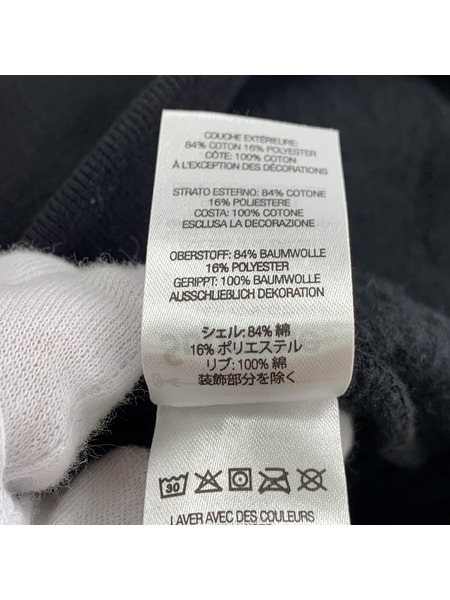 COUCHE EXTÉRIEURE:
84% COTON 16% POLYESTER
CÔTE: 100% COTON
À L'EXCEPTION DES DÉCORATIONS
STRATO ESTERNO: 84% COTONE
16% POLIESTERE
COSTA: 100% COTONE
ESCLUSA LA DECORAZIONE
OBERSTOFF: 84% BAUMWOLLE
16% POLYESTER
GERIPPT: 100% BAUMWOLLE
AUSSCHLIEßLICH DEKORATION
シェル: 84% 綿
16% ポリエステル
リブ: 100% 綿
装飾部分を除く
30
LAVER AVEC DES COULEURS